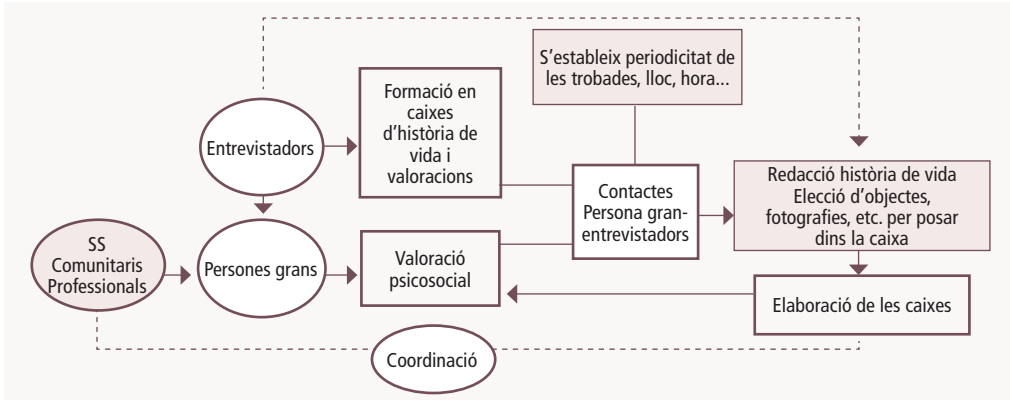 S’estableix periodicitat de
les trobades, lloc, hora...
Formació en
caixes
d’història de
vida i
valoracions
Entrevistadors
Contactes
Persona gran-
entrevistadors
Redacció història de vida
Elecció d’objectes,
fotografies, etc. per posar
dins la caixa
SS
Comunitaris
Professionals
Persones grans
Valoració
psicosocial
Elaboració de les caixes
Coordinació